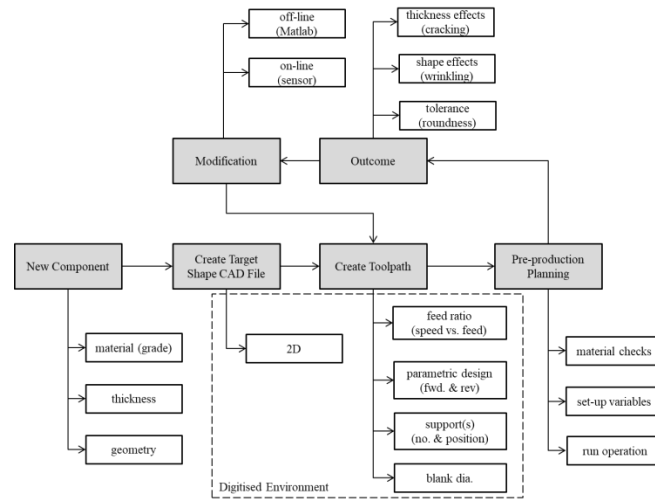 off-line
(Matlab)
on-line
(sensor)
thickness effects
(cracking)
shape effects
(wrinkling)
tolerance
(roundness)
Modification
Outcome
New Component
Create Target
Shape CAD File
Create Toolpath
Pre-production
Planning
material (grade)
thickness
geometry
2D
feed ratio
(speed vs. feed)
parametric design
(fwd. & rev)
support(s)
(no. & position)
blank dia.
Digitised Environment
material checks
set-up variables
run operation